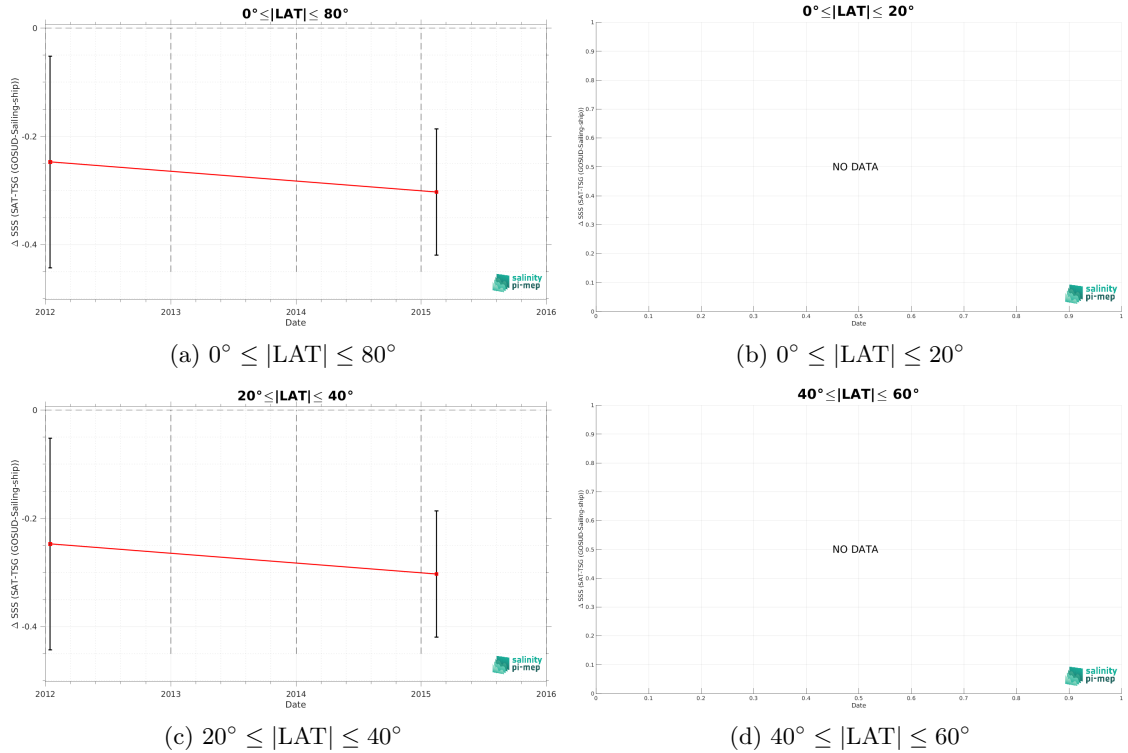 0°≤|LAT|≤ 80°
Δ SSS (SAT-TSG (GOSUD-Sailing-ship))
0
-0.2
-0.4
2012 2013 2014 2015 2016
Date
salinity
pi-mep
(a) 0° ≤ |LAT| ≤ 80°
0°≤|LAT|≤ 20°
Δ SSS (SAT-TSG (GOSUD-Sailing-ship))
1
0.9
0.8
0.7
0.6
0.5
0.4
0.3
0.2
0.1
0
NO DATA
0 0.1 0.2 0.3 0.4 0.5 0.6 0.7 0.8 0.9 1
Date
salinity
pi-mep
(b) 0° ≤ |LAT| ≤ 20°
20°≤|LAT|≤ 40°
Δ SSS (SAT-TSG (GOSUD-Sailing-ship))
0
-0.2
-0.4
2012 2013 2014 2015 2016
Date
salinity
pi-mep
(c) 20° ≤ |LAT| ≤ 40°
40°≤|LAT|≤ 60°
Δ SSS (SAT-TSG (GOSUD-Sailing-ship))
1
0.9
0.8
0.7
0.6
0.5
0.4
0.3
0.2
0.1
0
NO DATA
0 0.1 0.2 0.3 0.4 0.5 0.6 0.7 0.8 0.9 1
Date
salinity
pi-mep
(d) 40° ≤ |LAT| ≤ 60°